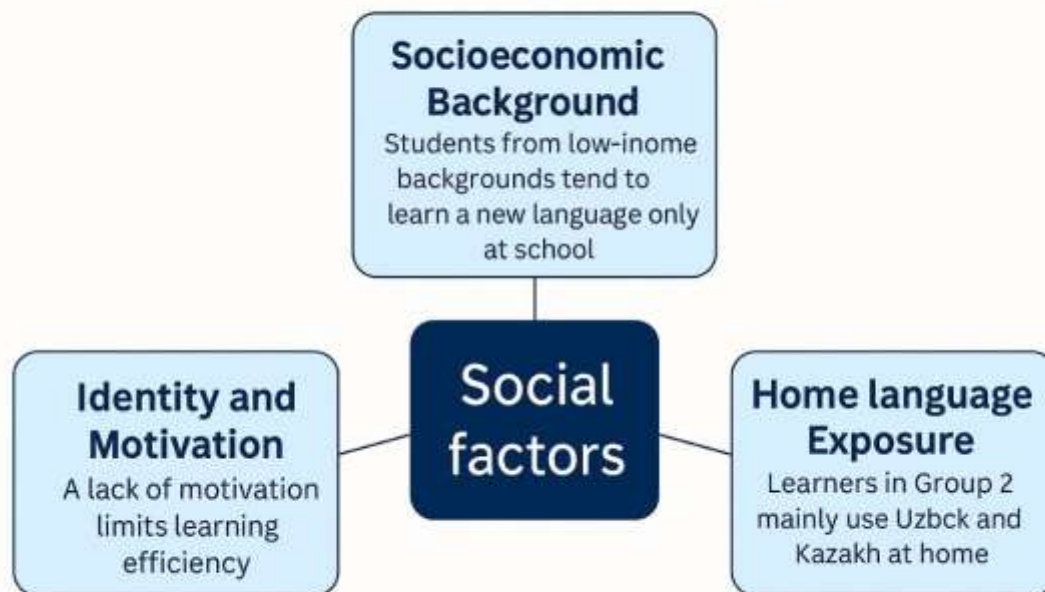 Socioeconomic
Background
Students from low-inome
backgrounds tend to
learn a new language only
at school
Social
factors
Identity and
Motivation
A lack of motivation
limits learning
efficiency
Home language
Exposure
Learners in Group 2
mainly use Uzbck and
Kazakh at home